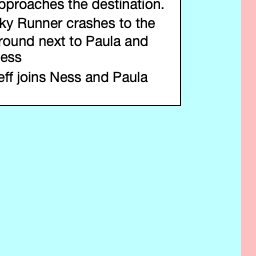 pproaches the destination.
ky Runner crashes to the
round next to Paula and
ess
eff joins Ness and Paula